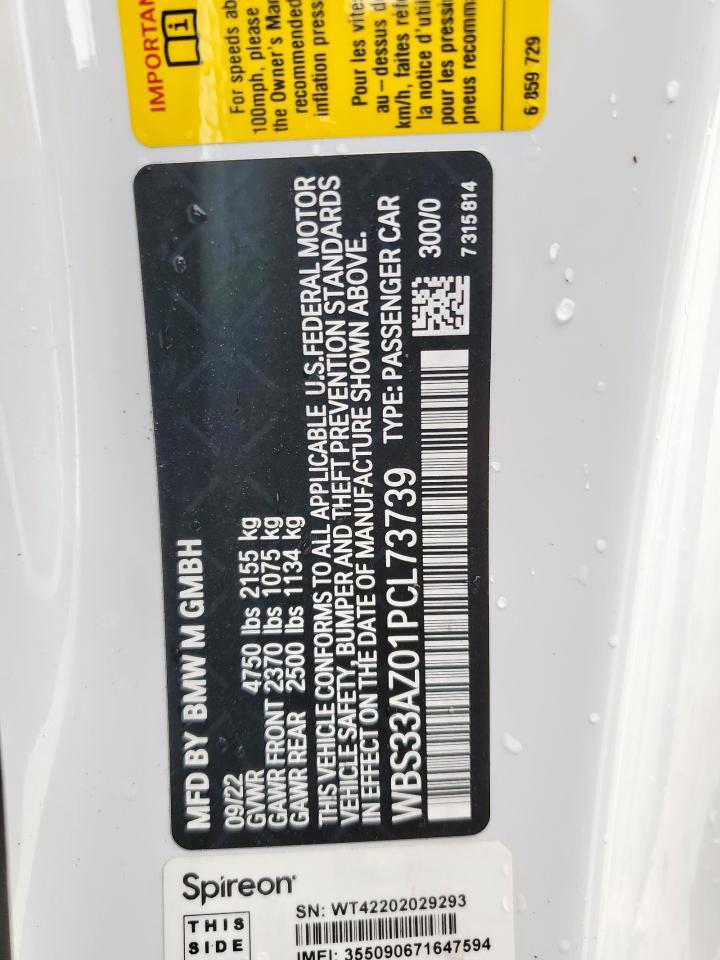 IMPORTAN
For speeds ab
100mph, please
the Owner's Man
recommended
inflation press
Pour les vites
au-dessus d
km/h, faites réf
la notice d'util
pour les pressi
pneus recomm
6 859 729
MFD BY BMW M GMBH
09/22
GVWR 4750 lbs 2155 kg
GAWR FRONT 2370 lbs 1075 kg
GAWR REAR 2500 lbs 1134 kg
THIS VEHICLE CONFORMS TO ALL APPLICABLE U.S.FEDERAL MOTOR
VEHICLE SAFETY, BUMPER AND THEFT PREVENTION STANDARDS
IN EFFECT ON THE DATE OF MANUFACTURE SHOWN ABOVE.
WBS33AZ01PCL73739 TYPE: PASSENGER CAR
300/0
7 315 814
Spireon
THIS
SIDE
SN: WT42202029293
IMEI: 355090671647594